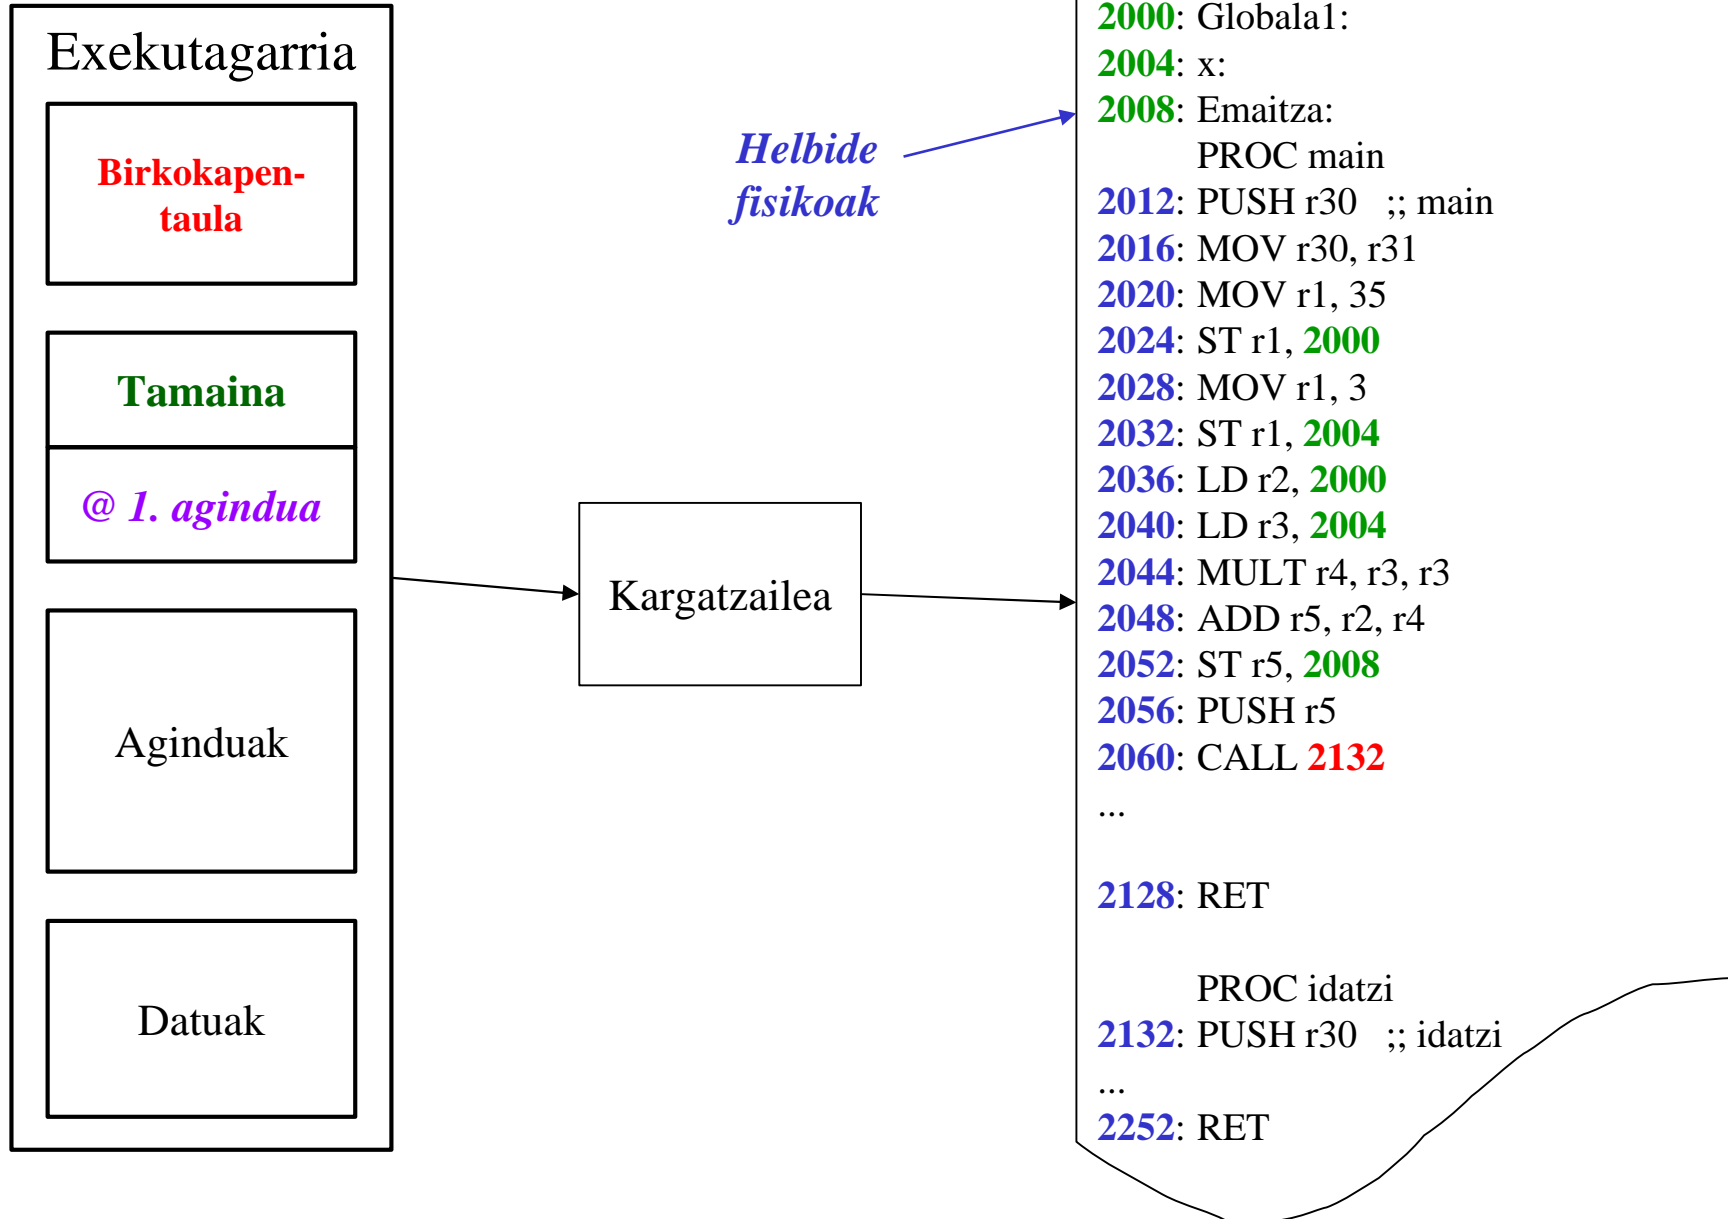 Exekutagarria
Birkokapen-
taula
Tamaina
@ 1. agindua
Aginduak
Datuak
Kargatzailea
Helbide
fisikoak
2000: Globala1:
2004: x:
2008: Emaitza:
PROC main
2012: PUSH r30 ;; main
2016: MOV r30, r31
2020: MOV r1, 35
2024: ST r1, 2000
2028: MOV r1, 3
2032: ST r1, 2004
2036: LD r2, 2000
2040: LD r3, 2004
2044: MULT r4, r3, r3
2048: ADD r5, r2, r4
2052: ST r5, 2008
2056: PUSH r5
2060: CALL 2132
...
2128: RET
PROC idatzi
2132: PUSH r30 ;; idatzi
...
2252: RET